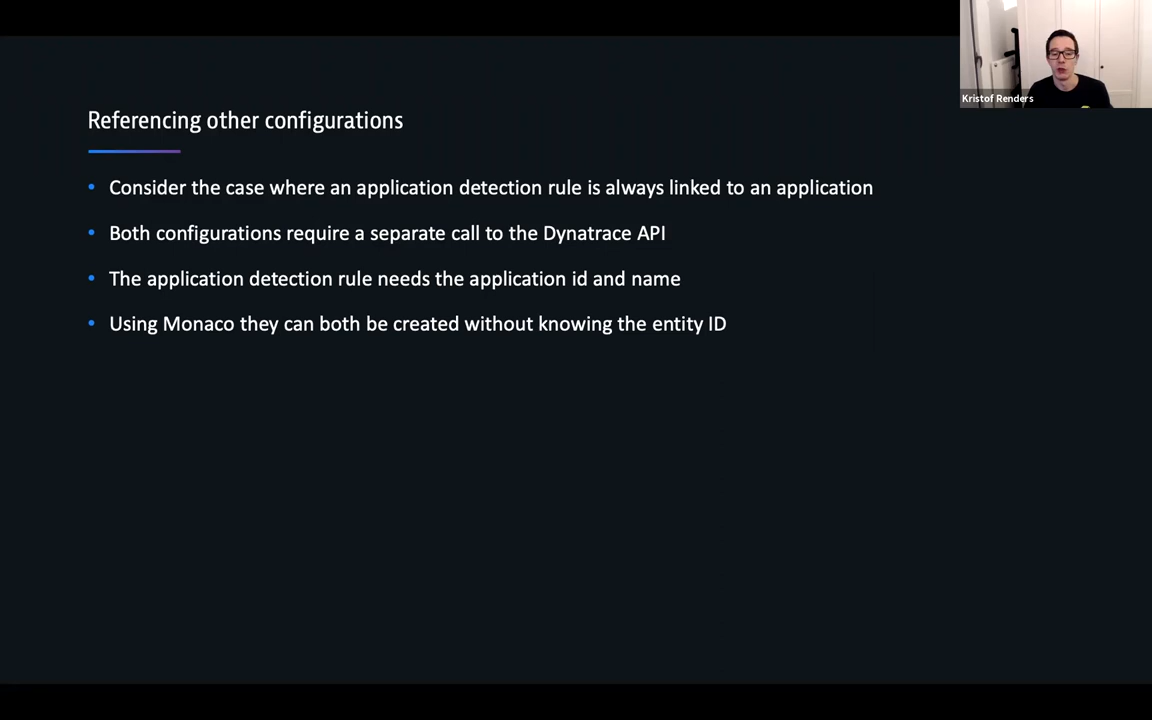 Kristof Renders
Referencing other configurations
• Consider the case where an application detection rule is always linked to an application
• Both configurations require a separate call to the Dynatrace API
• The application detection rule needs the application id and name
• Using Monaco they can both be created without knowing the entity ID